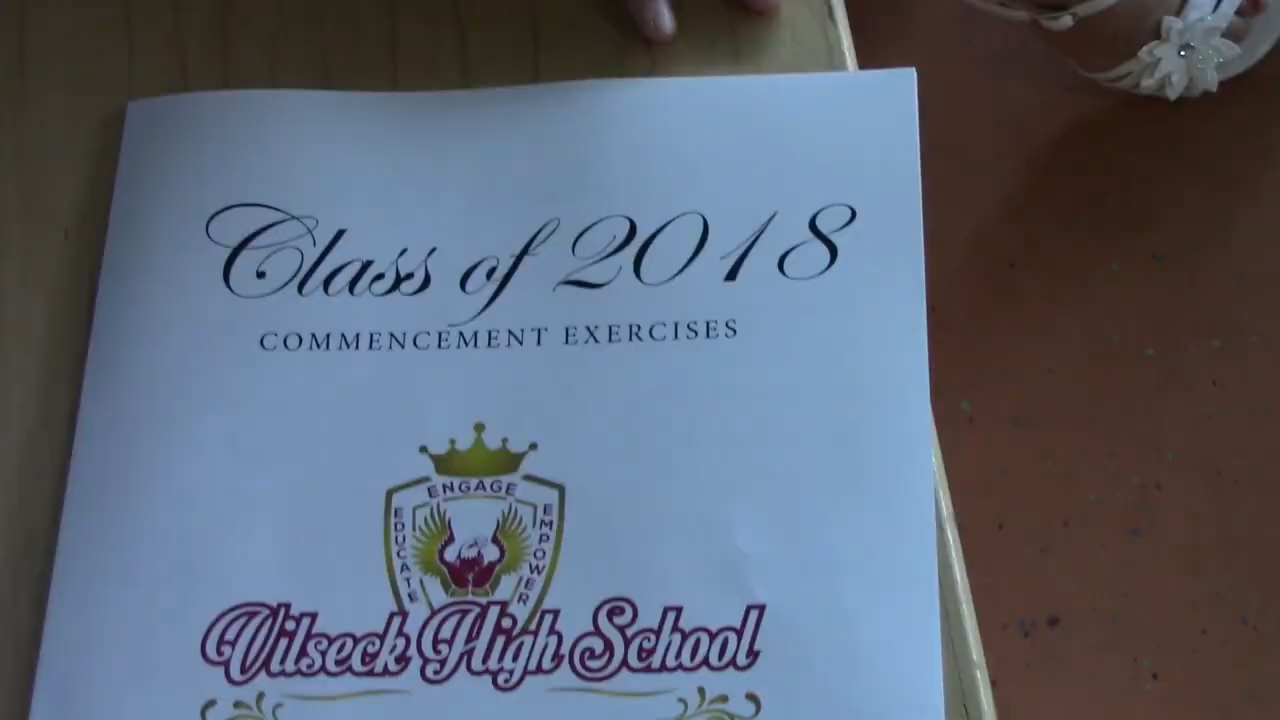 Class of 2018
COMMENCEMENT EXERCISES
ENGAGE
EDUCATE
EMPOWER
Vilseck High School